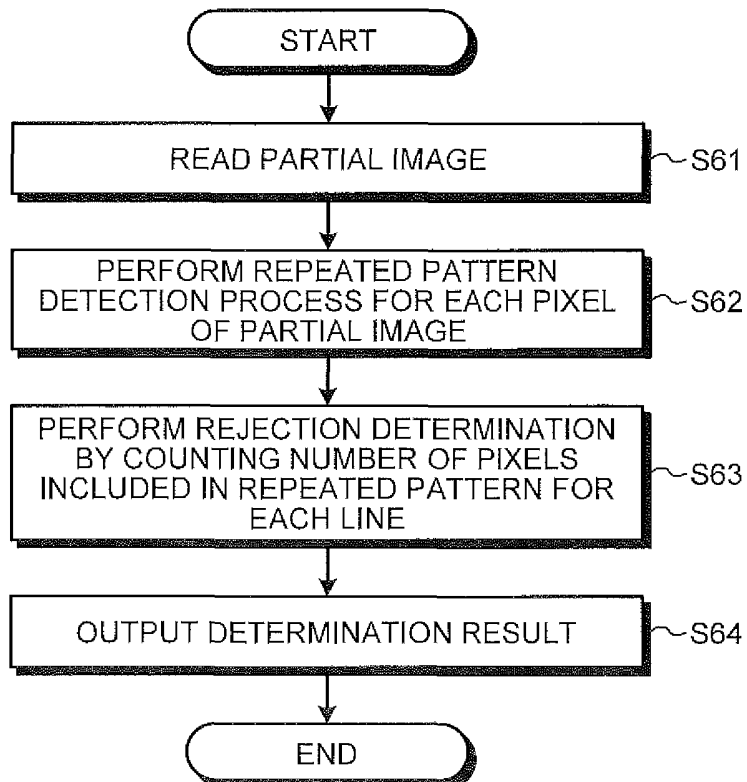 START
READ PARTIAL IMAGE
S61
PERFORM REPEATED PATTERN
DETECTION PROCESS FOR EACH PIXEL
OF PARTIAL IMAGE
S62
PERFORM REJECTION DETERMINATION
BY COUNTING NUMBER OF PIXELS
INCLUDED IN REPEATED PATTERN FOR
EACH LINE
S63
OUTPUT DETERMINATION RESULT
S64
END